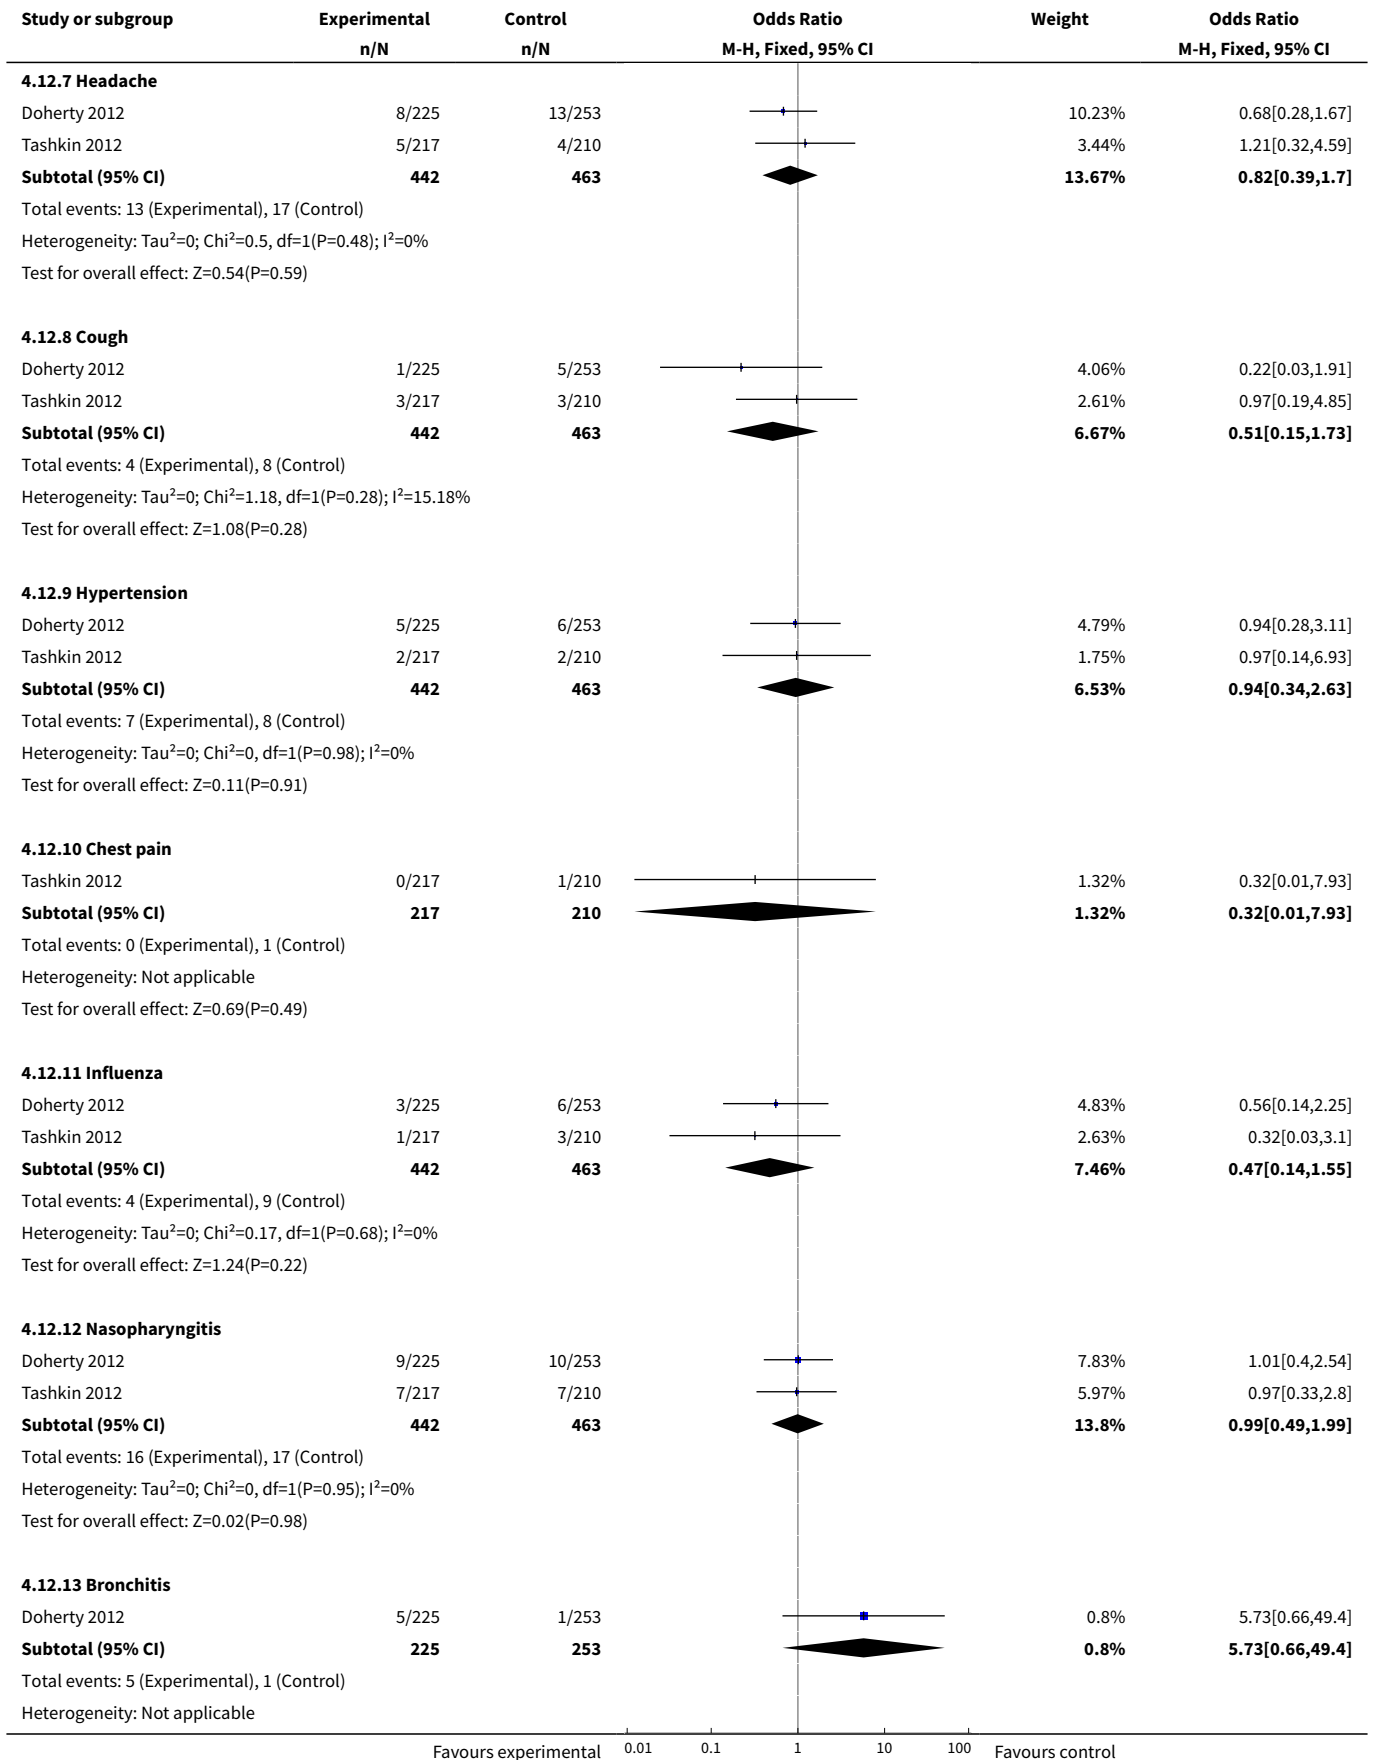 Study or subgroup Experimental Control Odds Ratio Weight Odds Ratio
n/N n/N M-H, Fixed, 95% CI M-H, Fixed, 95% CI
4.12.7 Headache
Doherty 2012 8/225 13/253 10.23% 0.68[0.28,1.67]
Tashkin 2012 5/217 4/210 3.44% 1.21[0.32,4.59]
Subtotal (95% CI) 442 463 13.67% 0.82[0.39,1.7]
Total events: 13 (Experimental), 17 (Control)
Heterogeneity: Tau²=0; Chi²=0.5, df=1(P=0.48); I²=0%
Test for overall effect: Z=0.54(P=0.59)
4.12.8 Cough
Doherty 2012 1/225 5/253 4.06% 0.22[0.03,1.91]
Tashkin 2012 3/217 3/210 2.61% 0.97[0.19,4.85]
Subtotal (95% CI) 442 463 6.67% 0.51[0.15,1.73]
Total events: 4 (Experimental), 8 (Control)
Heterogeneity: Tau²=0; Chi²=1.18, df=1(P=0.28); I²=15.18%
Test for overall effect: Z=1.08(P=0.28)
4.12.9 Hypertension
Doherty 2012 5/225 6/253 4.79% 0.94[0.28,3.11]
Tashkin 2012 2/217 2/210 1.75% 0.97[0.14,6.93]
Subtotal (95% CI) 442 463 6.53% 0.94[0.34,2.63]
Total events: 7 (Experimental), 8 (Control)
Heterogeneity: Tau²=0; Chi²=0, df=1(P=0.98); I²=0%
Test for overall effect: Z=0.11(P=0.91)
4.12.10 Chest pain
Tashkin 2012 0/217 1/210 1.32% 0.32[0.01,7.93]
Subtotal (95% CI) 217 210 1.32% 0.32[0.01,7.93]
Total events: 0 (Experimental), 1 (Control)
Heterogeneity: Not applicable
Test for overall effect: Z=0.69(P=0.49)
4.12.11 Influenza
Doherty 2012 3/225 6/253 4.83% 0.56[0.14,2.25]
Tashkin 2012 1/217 3/210 2.63% 0.32[0.03,3.1]
Subtotal (95% CI) 442 463 7.46% 0.47[0.14,1.55]
Total events: 4 (Experimental), 9 (Control)
Heterogeneity: Tau²=0; Chi²=0.17, df=1(P=0.68); I²=0%
Test for overall effect: Z=1.24(P=0.22)
4.12.12 Nasopharyngitis
Doherty 2012 9/225 10/253 7.83% 1.01[0.4,2.54]
Tashkin 2012 7/217 7/210 5.97% 0.97[0.33,2.8]
Subtotal (95% CI) 442 463 13.8% 0.99[0.49,1.99]
Total events: 16 (Experimental), 17 (Control)
Heterogeneity: Tau²=0; Chi²=0, df=1(P=0.95); I²=0%
Test for overall effect: Z=0.02(P=0.98)
4.12.13 Bronchitis
Doherty 2012 5/225 1/253 0.8% 5.73[0.66,49.4]
Subtotal (95% CI) 225 253 0.8% 5.73[0.66,49.4]
Total events: 5 (Experimental), 1 (Control)
Heterogeneity: Not applicable
Favours experimental 0.01 0.1 1 10 100 Favours control